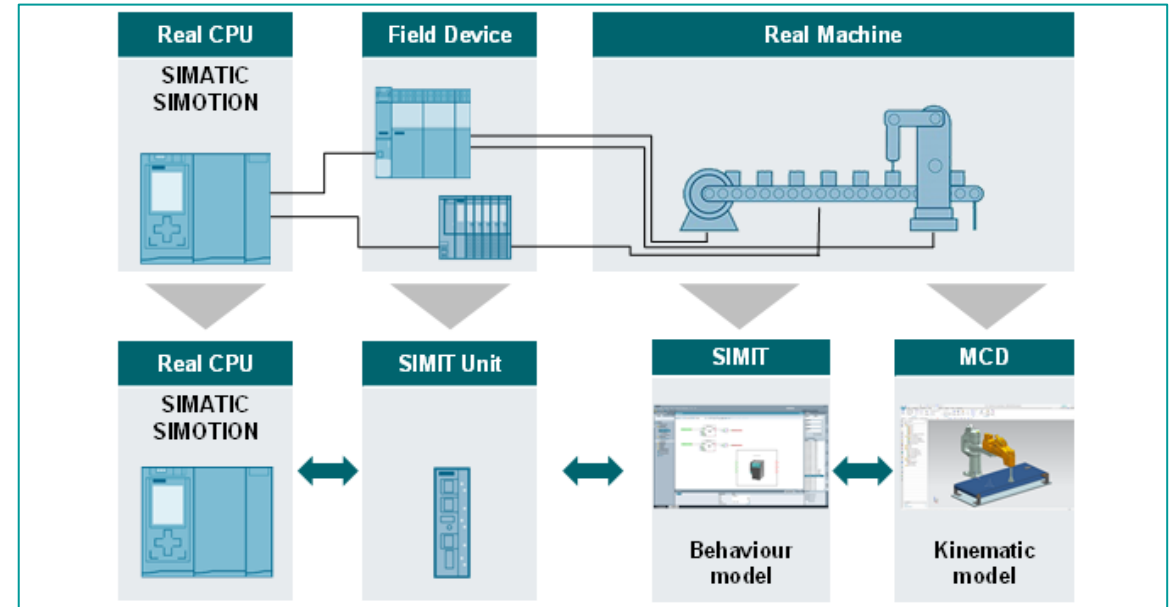 Real CPU
Field Device
Real Machine
SIMATIC
SIMOTION
Real CPU
SIMIT Unit
SIMIT
MCD
SIMATIC
SIMOTION
Behaviour
model
Kinematic
model